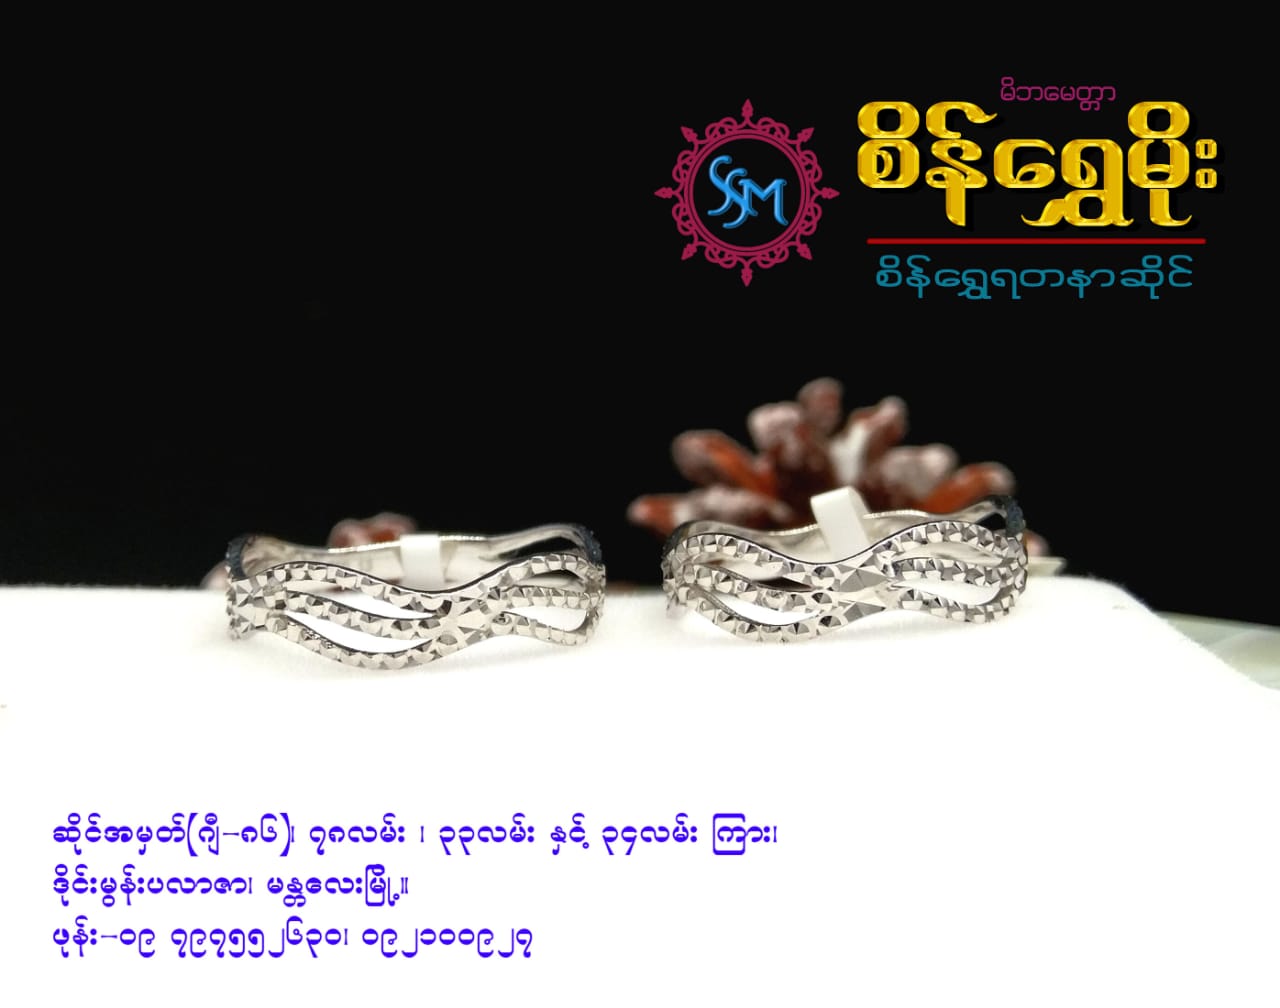 မိဘမေတ္တာ
SSM
စိန်ရွှေမိုး
စိန်ရွှေရတနာဆိုင်
ဆိုင်အမှတ်(ဂျီ-၈၆)၊ ၇၈လမ်း ၊ ၃၃လမ်း နှင့် ၃၄လမ်း ကြား၊
ဒိုင်းမွန်းပလာဇာ၊ မန္တလေးမြို့။
ဖုန်း-၀၉ ၇၉၇၅၅၂၆၃၀၊ ၀၉၂၁၀၀၉၂၇